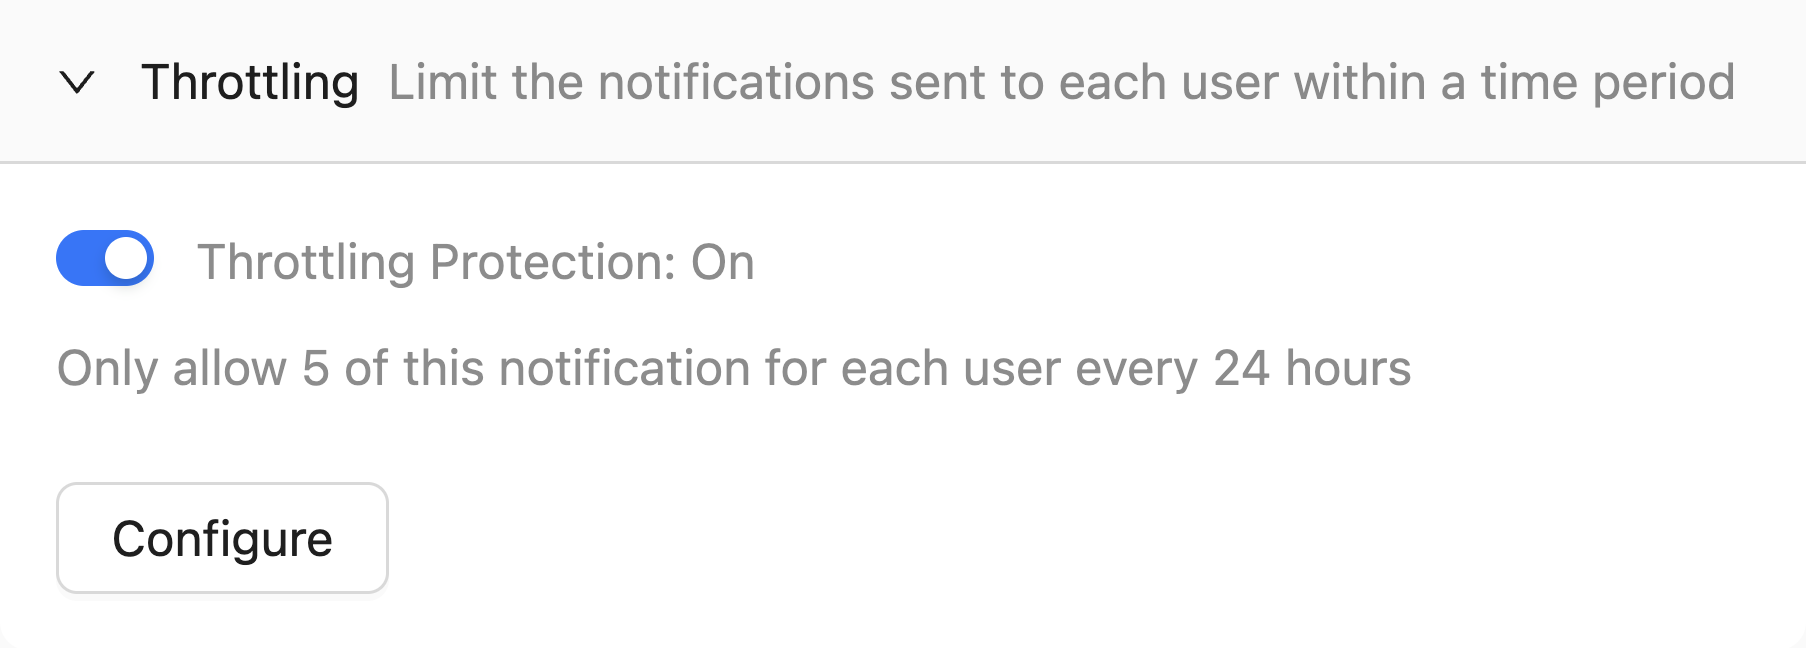 Throttling Limit the notifications sent to each user within a time period
Throttling Protection: On
Only allow 5 of this notification for each user every 24 hours
Configure